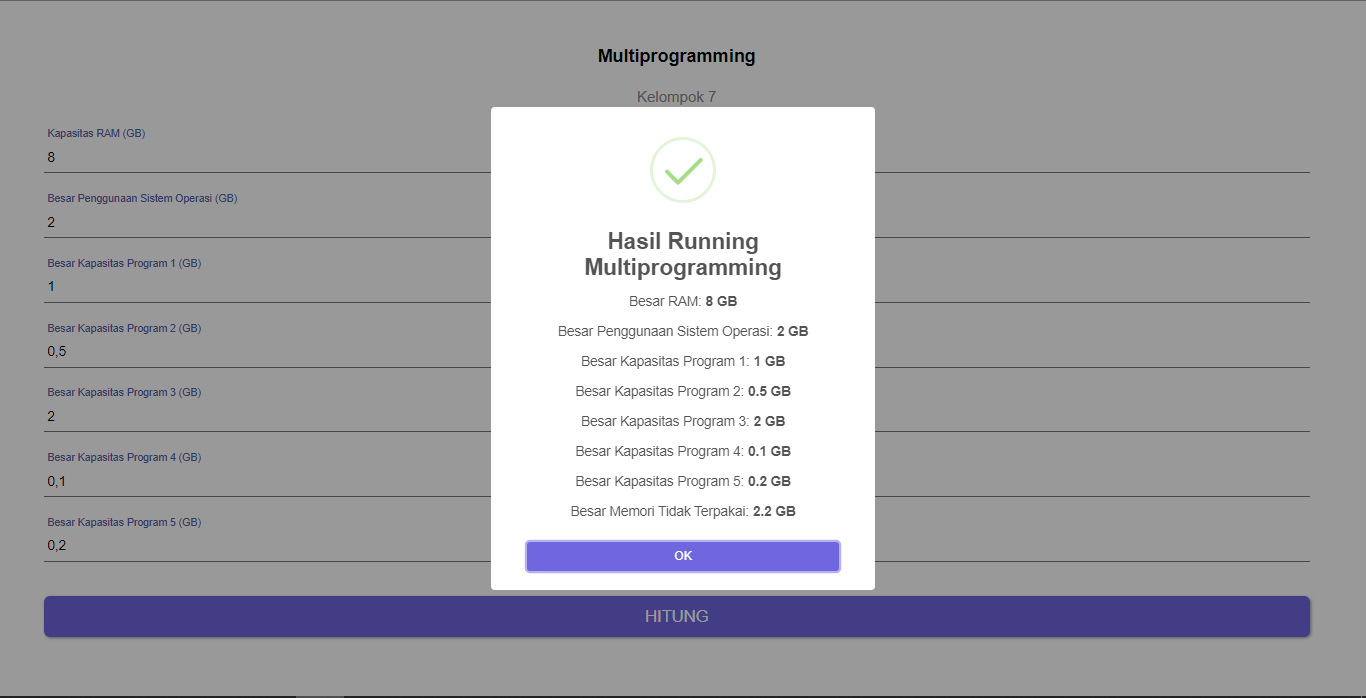 Multiprogramming
Kelompok 7
Kapasitas RAM (GB)
8
Besar Penggunaan Sistem Operasi (GB)
2
Besar Kapasitas Program 1 (GB)
1
Besar Kapasitas Program 2 (GB)
0,5
Besar Kapasitas Program 3 (GB)
2
Besar Kapasitas Program 4 (GB)
0,1
Besar Kapasitas Program 5 (GB)
0,2
Hasil Running
Multiprogramming
Besar RAM: 8 GB
Besar Penggunaan Sistem Operasi: 2 GB
Besar Kapasitas Program 1: 1 GB
Besar Kapasitas Program 2: 0.5 GB
Besar Kapasitas Program 3: 2 GB
Besar Kapasitas Program 4: 0.1 GB
Besar Kapasitas Program 5: 0.2 GB
Besar Memori Tidak Terpakai: 2.2 GB
OK
HITUNG